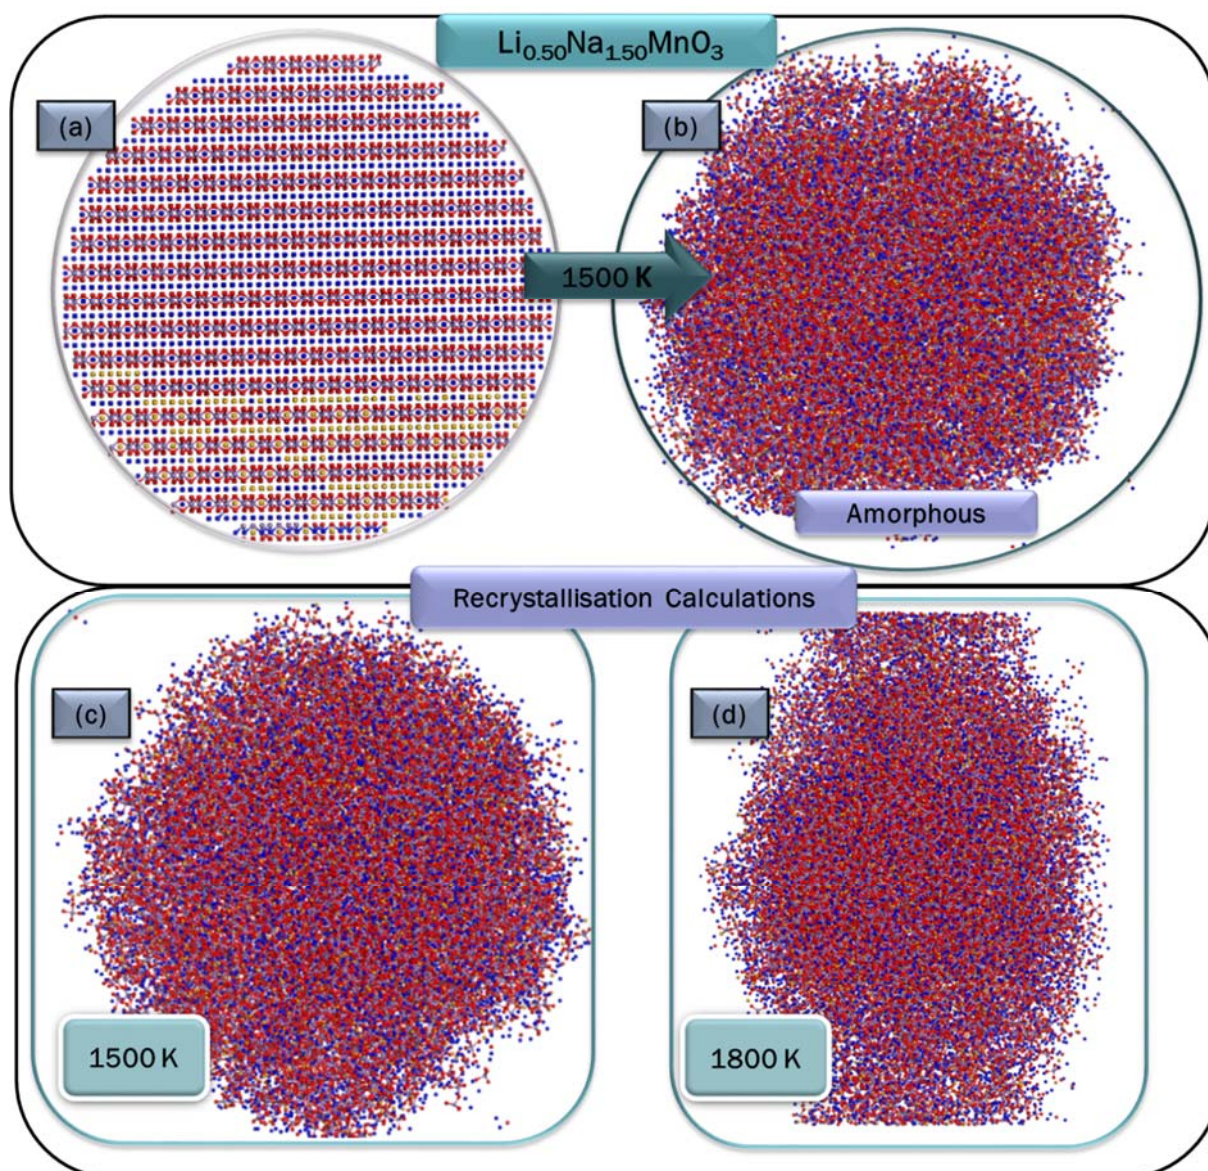 Li₀.₅₀Na₁.₅₀MnO₃
(a)
(b)
1500 K
Amorphous
Recrystallisation Calculations
(c)
(d)
1500 K
1800 K